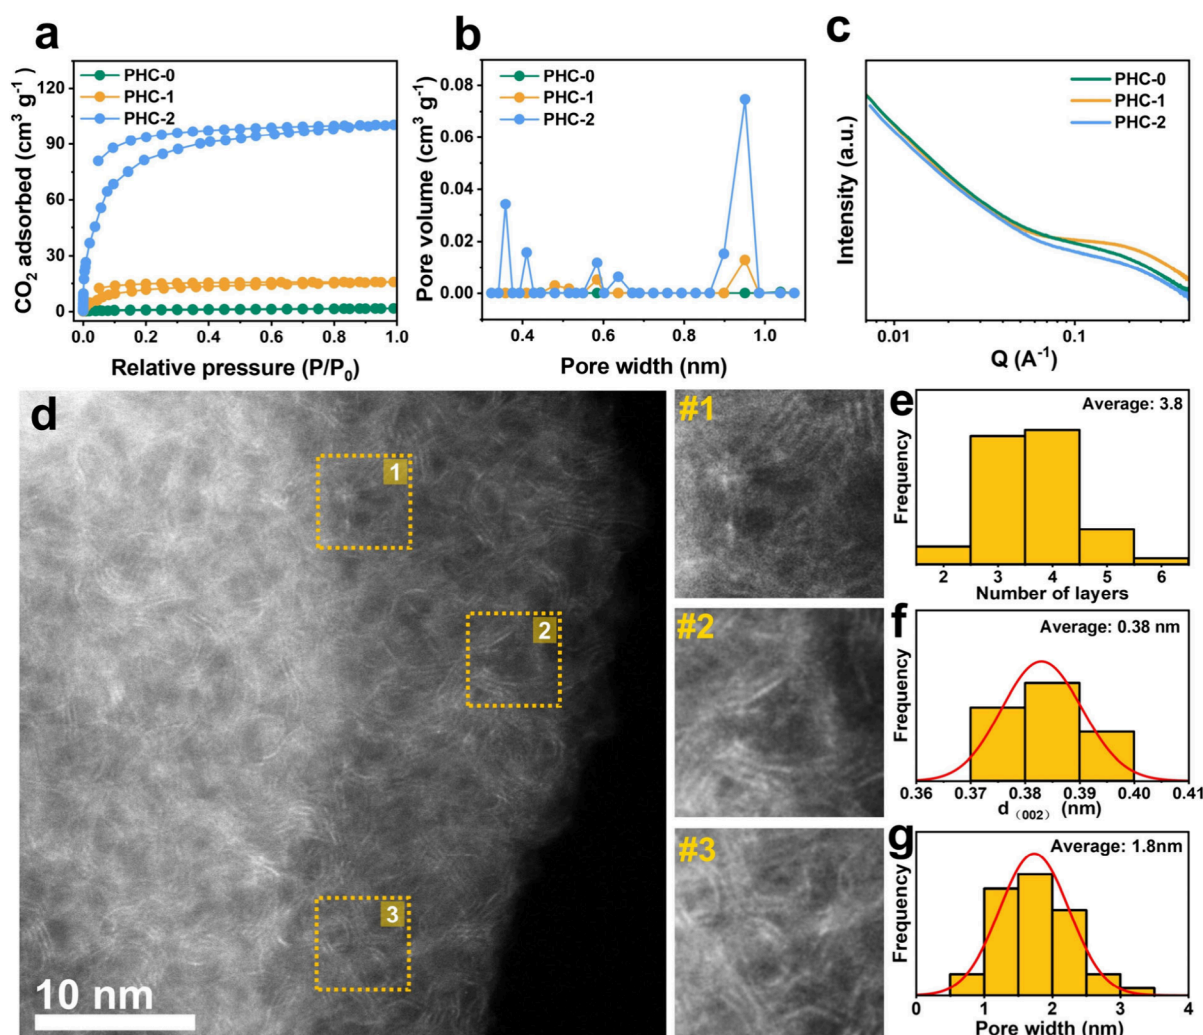 a
CO2 adsorbed (cm3 g-1)
120
90
60
30
0
PHC-0
PHC-1
PHC-2
0.0 0.2 0.4 0.6 0.8 1.0
Relative pressure (P/P0)
b
Pore volume (cm3 g-1)
0.08
0.06
0.04
0.02
0.00
PHC-0
PHC-1
PHC-2
0.4 0.6 0.8 1.0
Pore width (nm)
c
Intensity (a.u.)
PHC-0
PHC-1
PHC-2
0.01 0.1
Q (A-1)
d
1
2
3
10 nm
#1
#2
#3
e
Average: 3.8
Frequency
2 3 4 5 6
Number of layers
f
Average: 0.38 nm
Frequency
0.36 0.37 0.38 0.39 0.40 0.41
d (002) (nm)
g
Average: 1.8nm
Frequency
0 1 2 3 4
Pore width (nm)